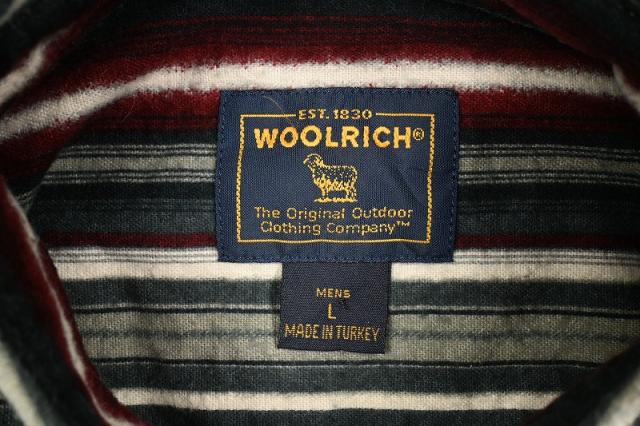 EST. 1830
WOOLRICH®
The Original Outdoor
Clothing Company™
MENS
L
MADE IN TURKEY